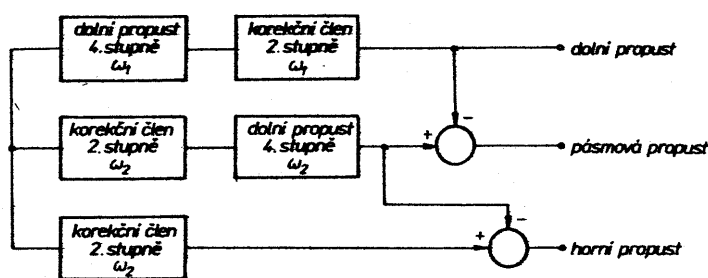 dolní propust
4. stupně
ω1
korekční člen
2. stupně
ω1
dolní propust
korekční člen
2. stupně
ω2
dolní propust
4. stupně
ω2
+
−
pásmová propust
korekční člen
2. stupně
ω2
+
−
horní propust